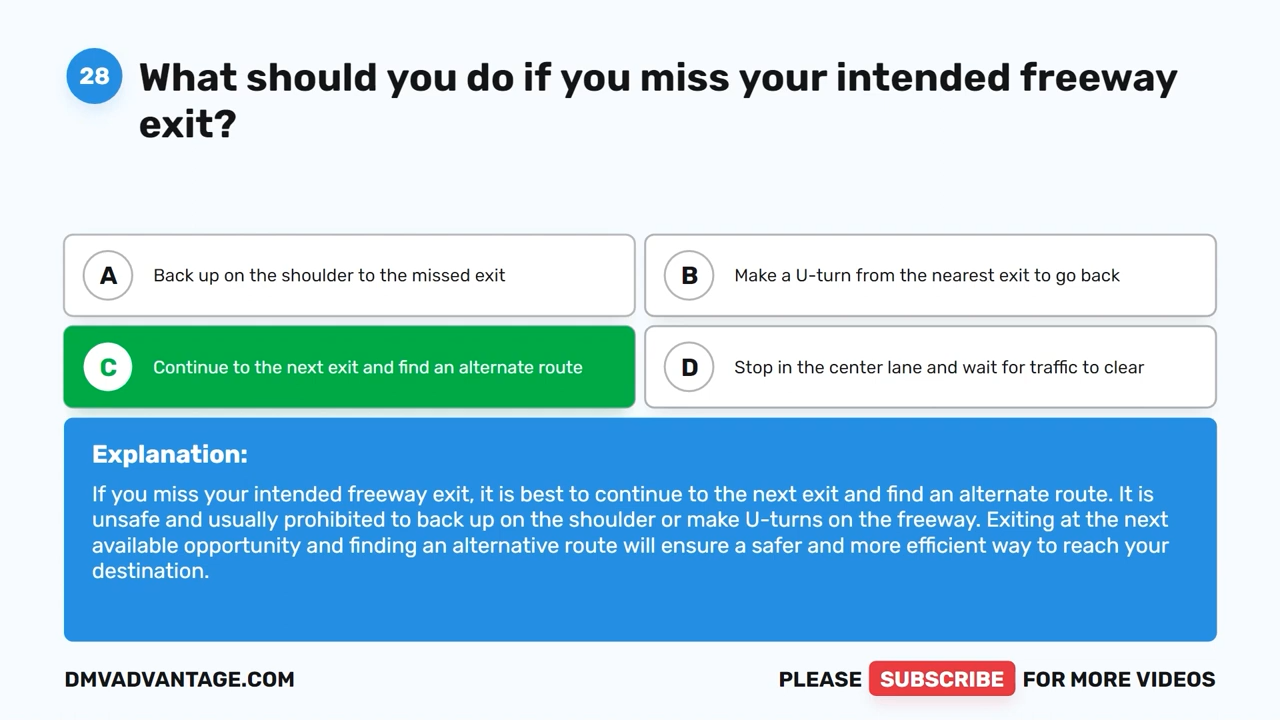 28
What should you do if you miss your intended freeway
exit?
A
Back up on the shoulder to the missed exit
B
Make a U-turn from the nearest exit to go back
C
Continue to the next exit and find an alternate route
D
Stop in the center lane and wait for traffic to clear
Explanation:
If you miss your intended freeway exit, it is best to continue to the next exit and find an alternate route. It is
unsafe and usually prohibited to back up on the shoulder or make U-turns on the freeway. Exiting at the next
available opportunity and finding an alternative route will ensure a safer and more efficient way to reach your
destination.
DMVADVANTAGE.COM
PLEASE SUBSCRIBE FOR MORE VIDEOS